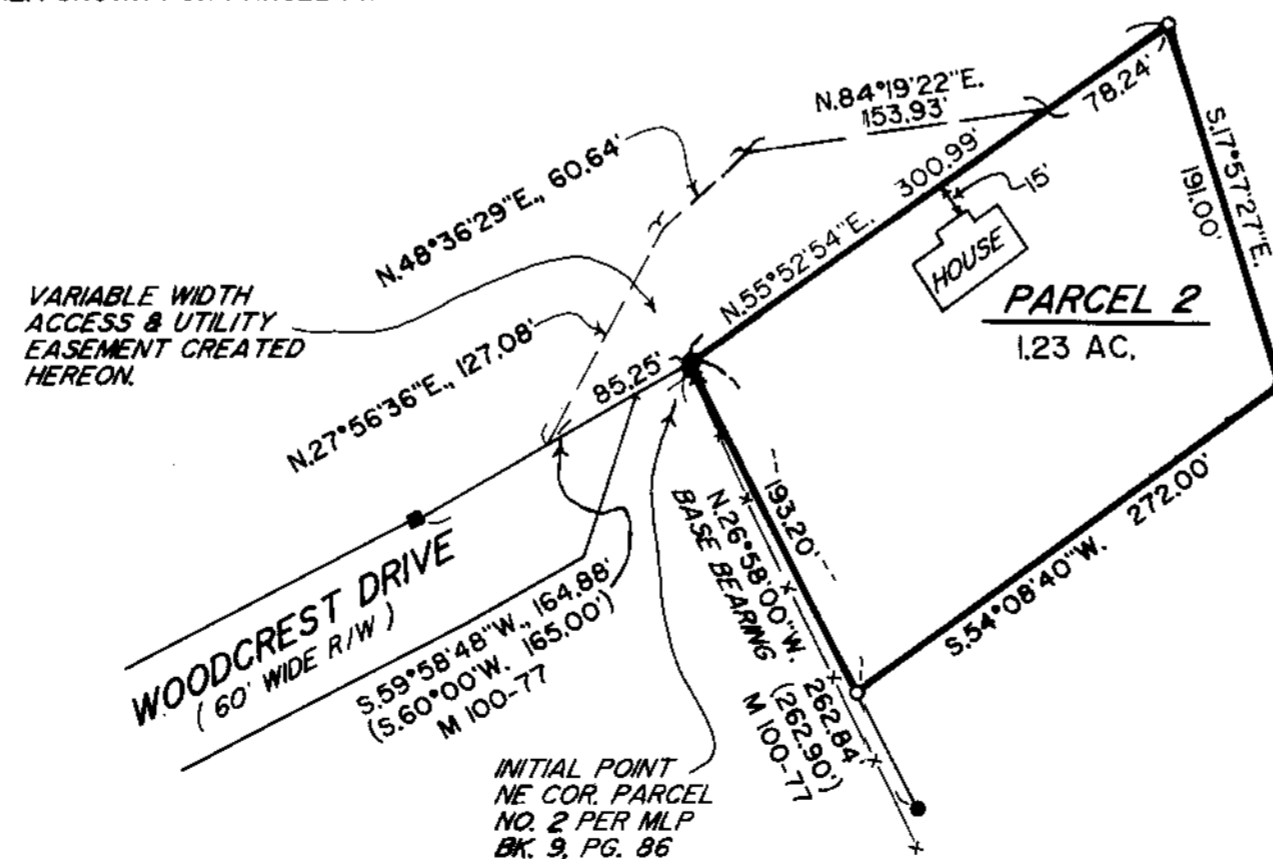 N.84°19'22"E.
153.93'
78.24'
S.17°57'27"E.
191.00'
N.48°36'29"E., 60.64'
300.99'
15'
N.55°52'54"E.
HOUSE
VARIABLE WIDTH
ACCESS & UTILITY
EASEMENT CREATED
HEREON.
PARCEL 2
1.23 AC.
N.27°56'36"E., 127.08'
85.25'
193.20'
N.26°58'00"W. 262.84
BASE BEARING (262.90')
M 100-77
272.00'
S.54°08'40"W.
WOODCREST DRIVE
( 60' WIDE R/W )
S.59°58'48"W., 164.88'
(S.60°00'W. 165.00')
M 100-77
INITIAL POINT
NE COR. PARCEL
NO. 2 PER MLP
BK. 9, PG. 86